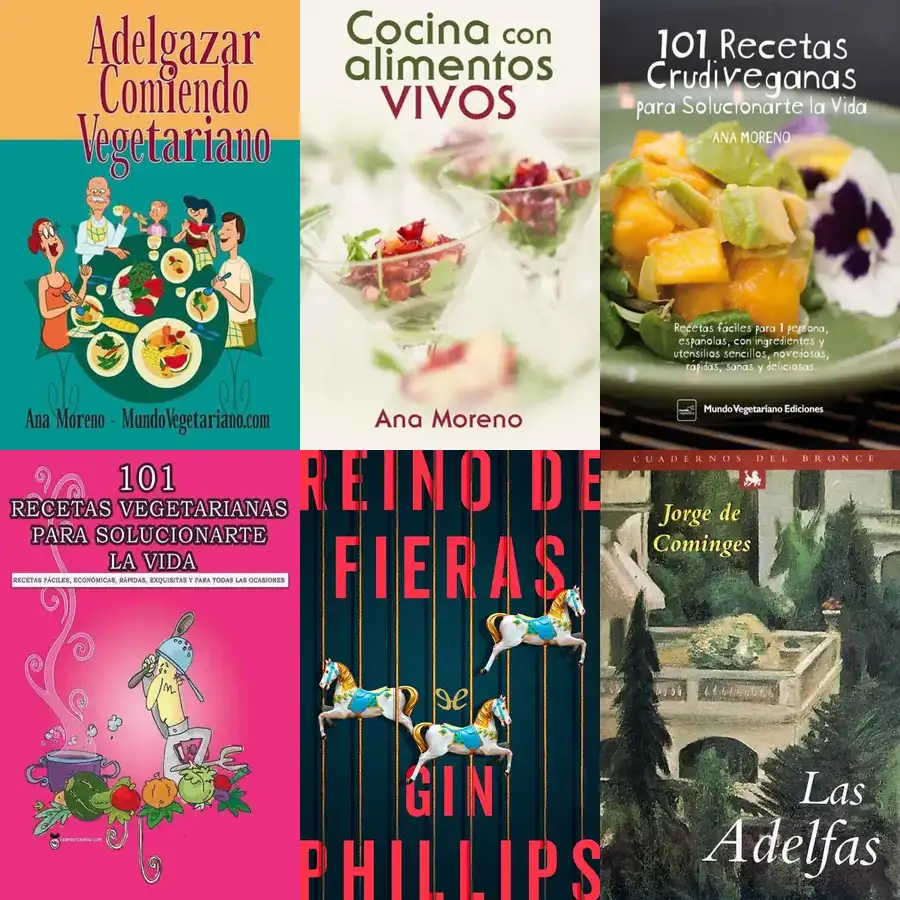 Adelgazar
Comiendo
Vegetariano
Ana Moreno - MundoVegetariano.com
Cocina con
alimentos
VIVOS
Ana Moreno
101 Recetas
Crudiveganas
para Solucionarte la Vida
ANA MORENO
Recetas fáciles para 1 persona,
españolas, con ingredientes y
utensilios sencillos, novedosas,
rápidas, sanas y deliciosas.
MundoVegetariano Ediciones
101
RECETAS VEGETARIANAS
PARA SOLUCIONARTE
LA VIDA
RECETAS FÁCILES, ECONÓMICAS, RÁPIDAS, EXQUISITAS Y PARA TODAS LAS OCASIONES
REINO DE
FIERAS
GIN
PHILLIPS
CUADERNOS DEL BRONCE
Jorge de
Cominges
Las
Adelfas